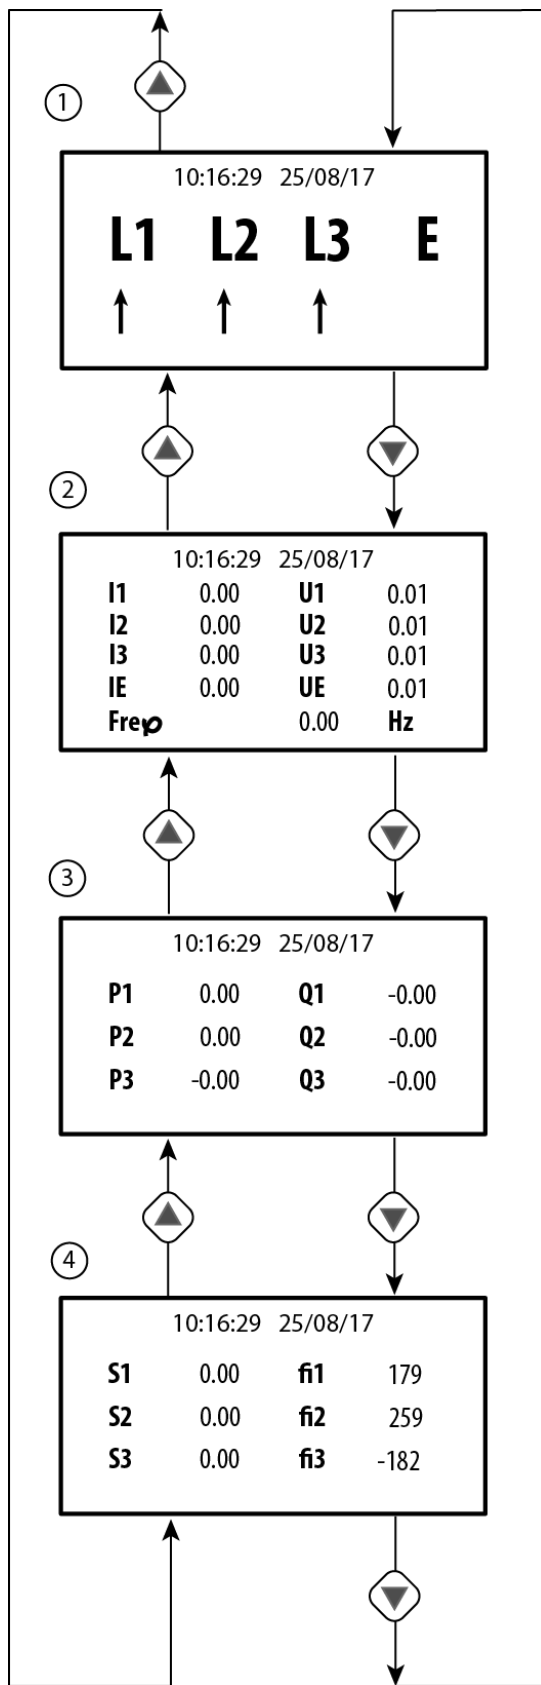 1
10:16:29 25/08/17
L1 L2 L3 E
2
10:16:29 25/08/17
I1 0.00 U1 0.01
I2 0.00 U2 0.01
I3 0.00 U3 0.01
IE 0.00 UE 0.01
Freφ 0.00 Hz
3
10:16:29 25/08/17
P1 0.00 Q1 -0.00
P2 0.00 Q2 -0.00
P3 -0.00 Q3 -0.00
4
10:16:29 25/08/17
S1 0.00 fi1 179
S2 0.00 fi2 259
S3 0.00 fi3 -182